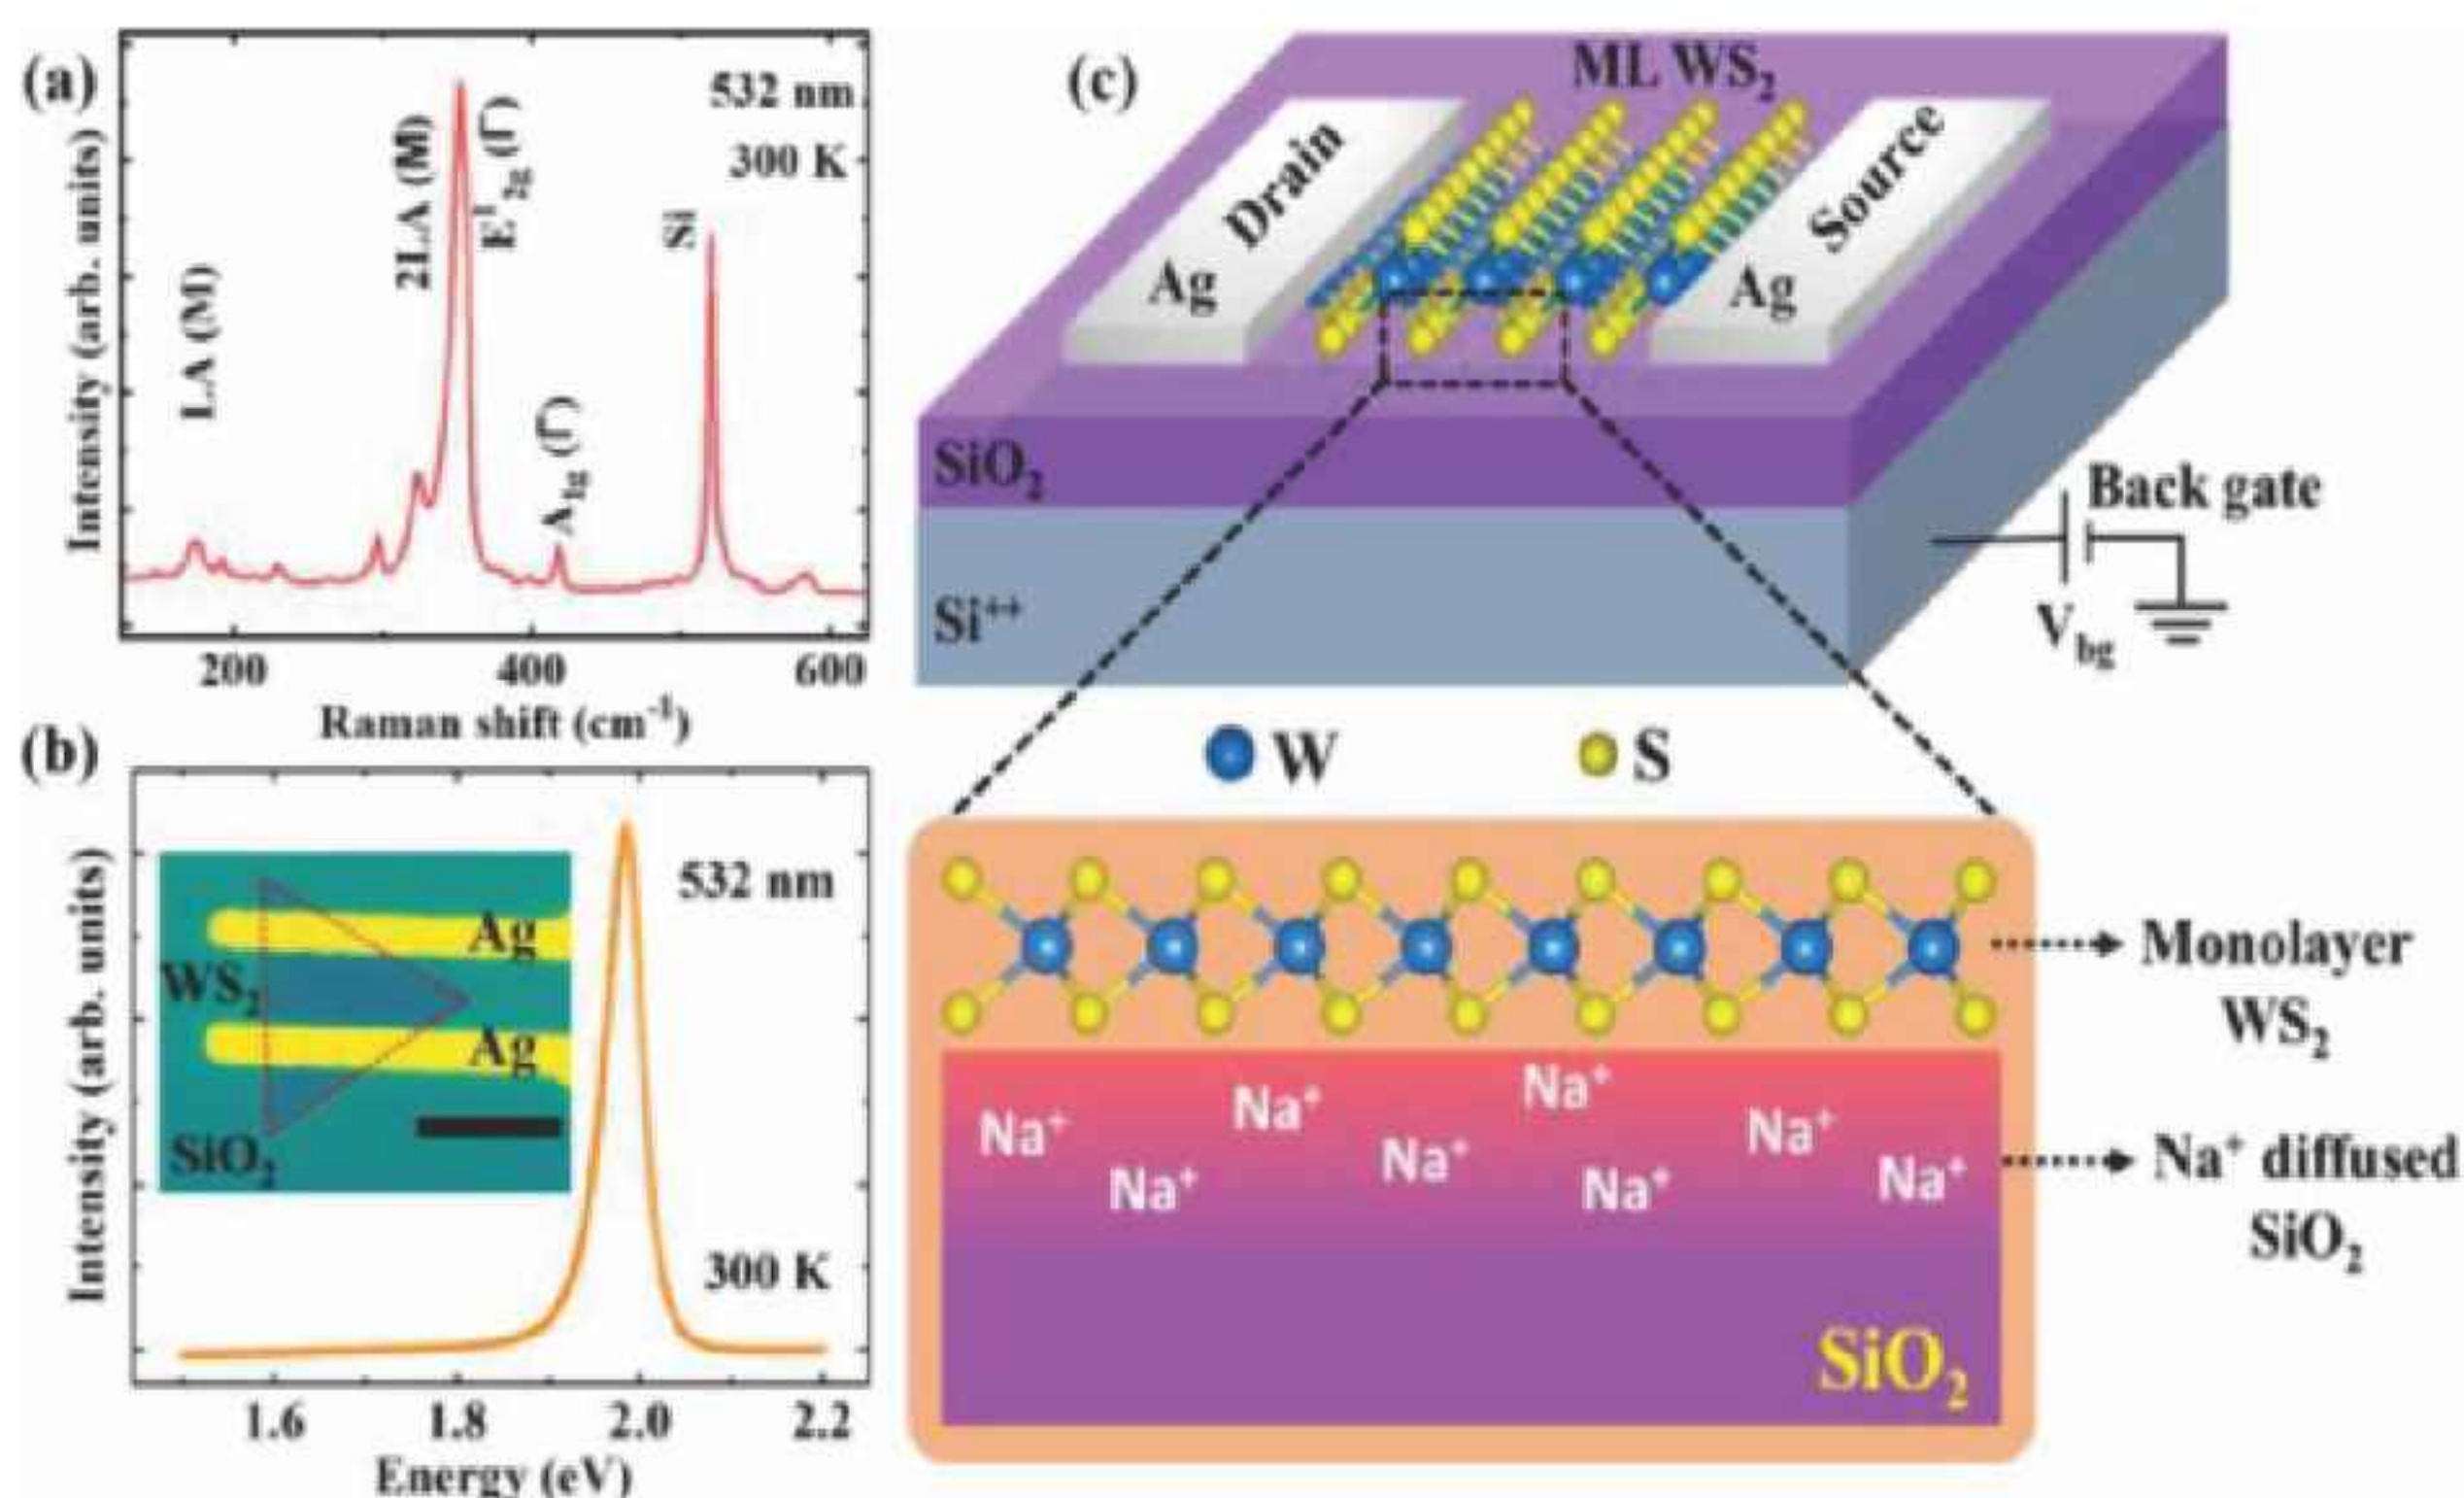 (a)
532 nm
300 K
LA (M)
2LA (M)
E¹₂g (Γ)
A₁g (Γ)
Si
Intensity (arb. units)
200 400 600
Raman shift (cm⁻¹)
(b)
532 nm
300 K
Ag
WS₂
Ag
SiO₂
Intensity (arb. units)
1.6 1.8 2.0 2.2
Energy (eV)
(c)
ML WS₂
Drain
Ag
Source
Ag
SiO₂
Si⁺⁺
Back gate
V_bg
W S
Monolayer
WS₂
Na⁺ Na⁺ Na⁺ Na⁺ Na⁺ Na⁺ Na⁺ Na⁺
Na⁺ diffused
SiO₂
SiO₂